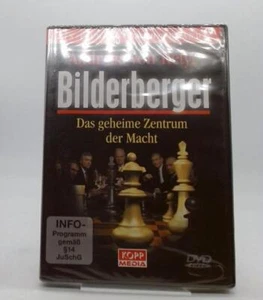 Bilderberger
Das geheime Zentrum
der Macht
INFO-
Programm
gemäß
§14
JuSchG
KOPP
MEDIA
DVD